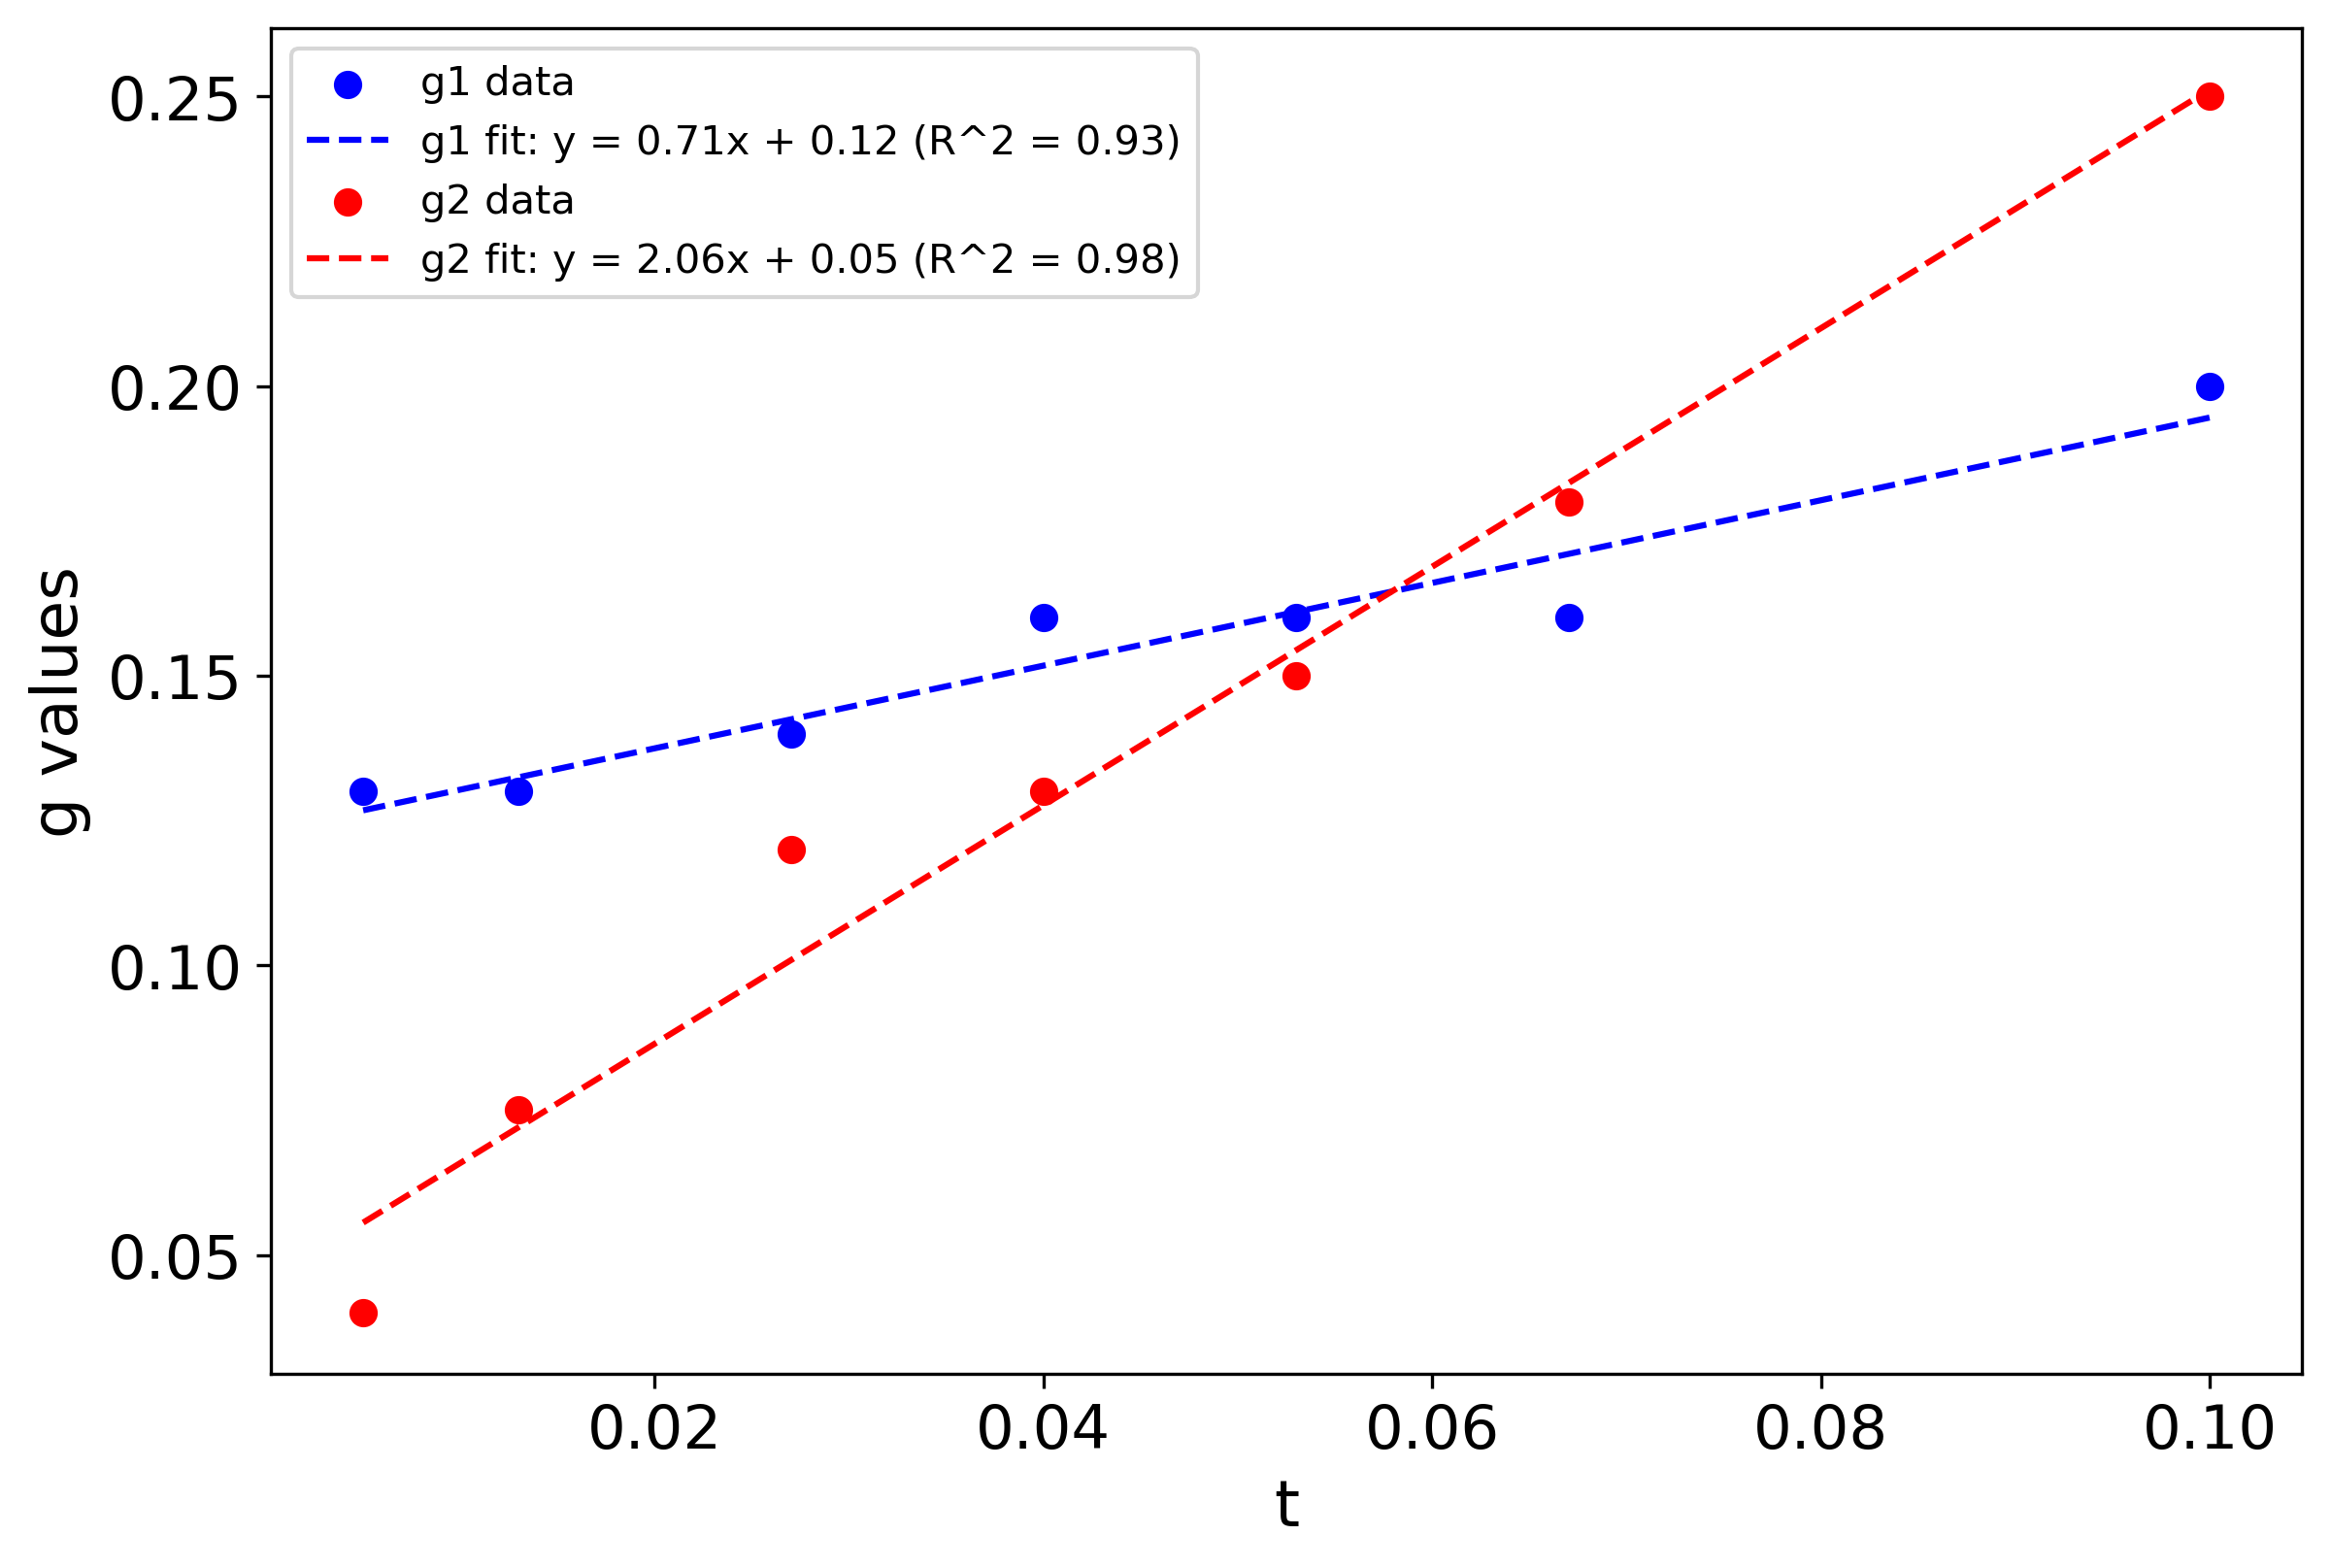 g1 data
g1 fit: y = 0.71x + 0.12 (R^2 = 0.93)
g2 data
g2 fit: y = 2.06x + 0.05 (R^2 = 0.98)
0.25
0.20
0.15
0.10
0.05
g values
0.02 0.04 0.06 0.08 0.10
t